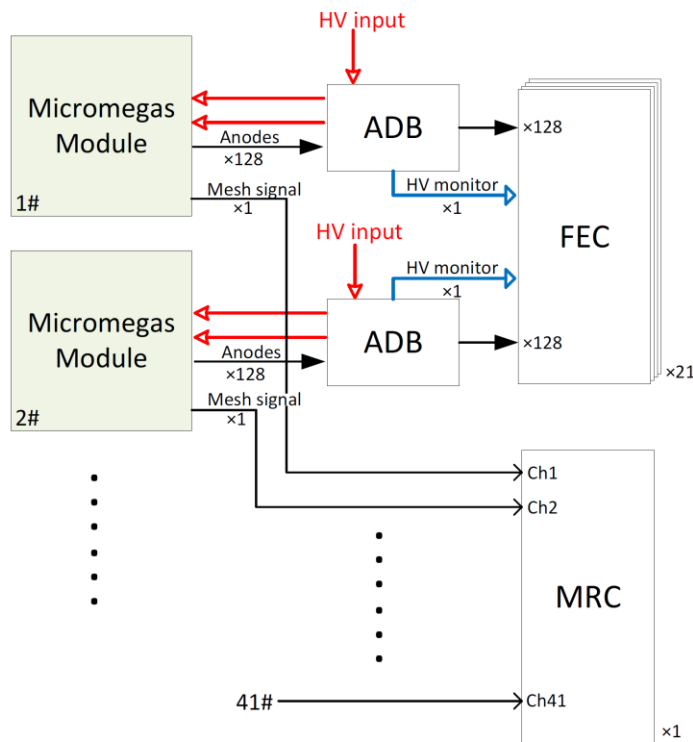 HV input
Micromegas
Module
1#
Anodes
×128
Mesh signal
×1
ADB
HV monitor
×1
×128
FEC
×128
×21
HV input
HV monitor
×1
Micromegas
Module
2#
Anodes
×128
Mesh signal
×1
ADB
Ch1
Ch2
MRC
41#
Ch41
×1